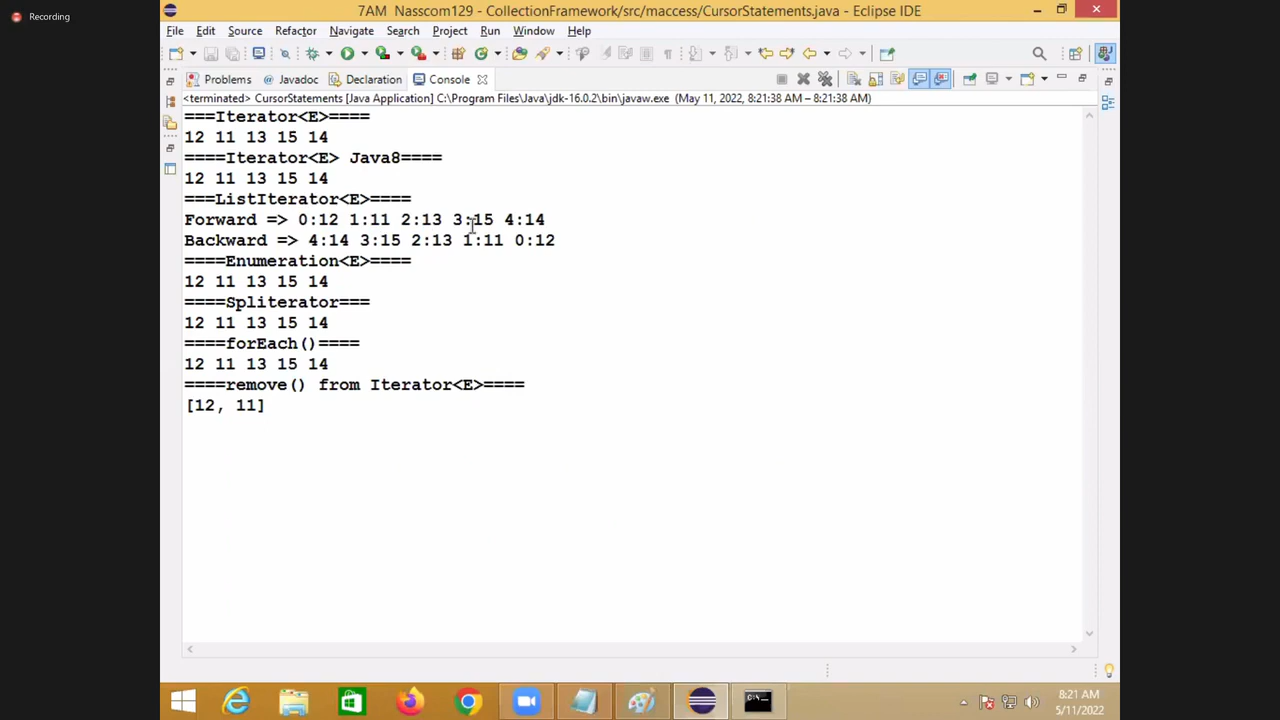 Recording
7AM Nasscom129 - CollectionFramework/src/maccess/CursorStatements.java - Eclipse IDE
File Edit Source Refactor Navigate Search Project Run Window Help
Problems @ Javadoc Declaration Console
<terminated> CursorStatements [Java Application] C:\Program Files\Java\jdk-16.0.2\bin\javaw.exe (May 11, 2022, 8:21:38 AM – 8:21:38 AM)
===Iterator<E>====
12 11 13 15 14
====Iterator<E> Java8====
12 11 13 15 14
===ListIterator<E>====
Forward => 0:12 1:11 2:13 3:15 4:14
Backward => 4:14 3:15 2:13 1:11 0:12
====Enumeration<E>====
12 11 13 15 14
====Spliterator===
12 11 13 15 14
====forEach()====
12 11 13 15 14
====remove() from Iterator<E>====
[12, 11]
8:21 AM
5/11/2022